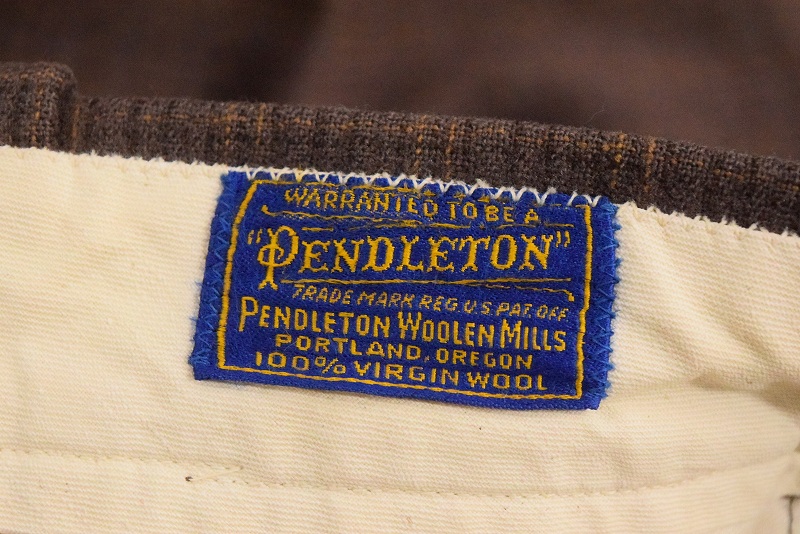 WARRANTED TO BE A
"PENDLETON"
TRADE MARK REG. U.S. PAT. OFF.
PENDLETON WOOLEN MILLS
PORTLAND, OREGON
100% VIRGIN WOOL